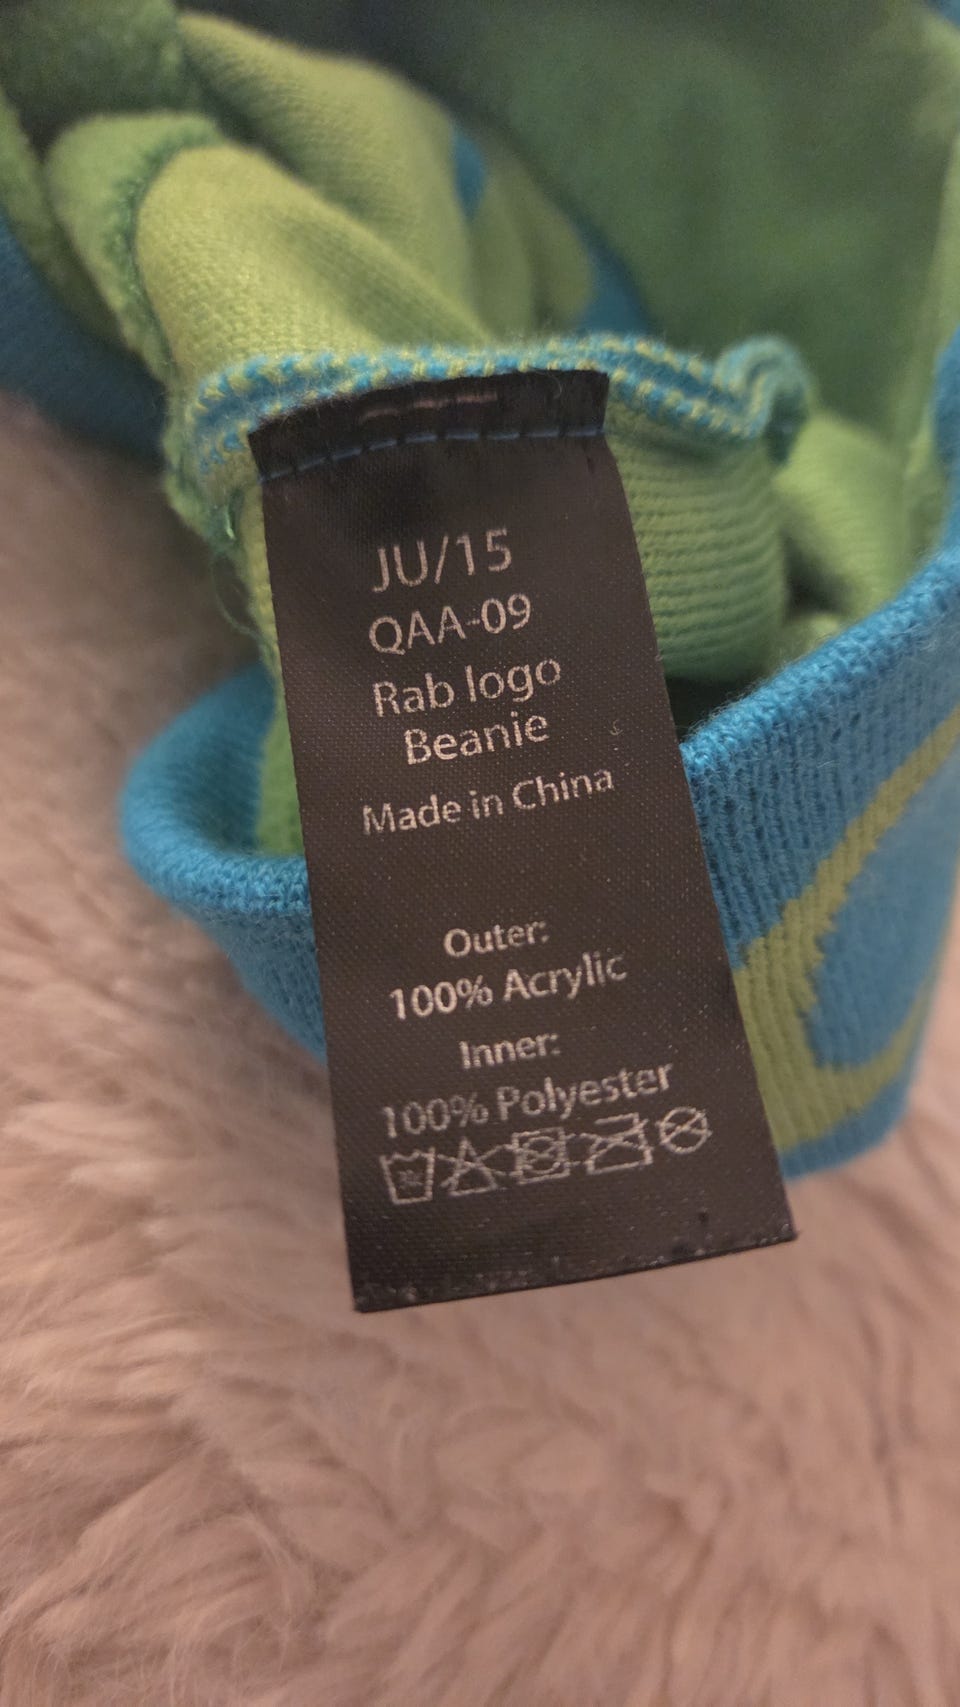 JU/15
QAA-09
Rab logo
Beanie
Made in China
Outer:
100% Acrylic
Inner:
100% Polyester